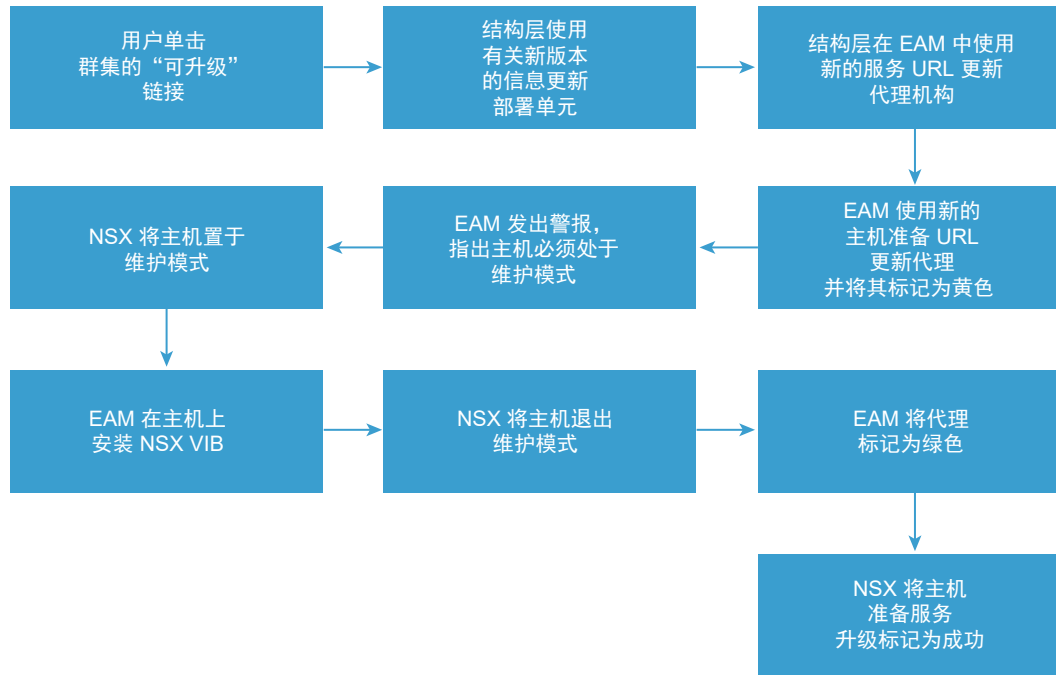 用户单击
群集的“可升级”
链接
结构层使用
有关新版本
的信息更新
部署单元
结构层在 EAM 中使用
新的服务 URL 更新
代理机构
EAM 使用新的
主机准备 URL
更新代理
并将其标记为黄色
EAM 发出警报，
指出主机必须处于
维护模式
NSX 将主机置于
维护模式
EAM 在主机上
安装 NSX VIB
NSX 将主机退出
维护模式
EAM 将代理
标记为绿色
NSX 将主机
准备服务
升级标记为成功